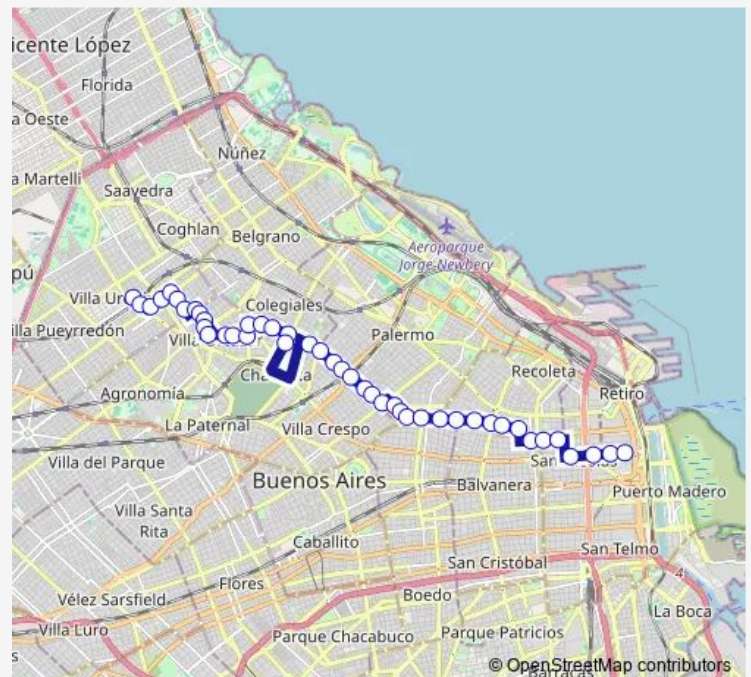 icente López
Florida
a Oeste
Núñez
a Martelli
Saavedra
Coghlan
Belgrano
Aeroparque
Jorge Newbery
pú
Villa Ur
Colegiales
illa Pueyrredón
Villa
Palermo
Recoleta
Agronomía
Retiro
La Paternal
Villa Crespo
Villa del Parque
Buenos Aires
Balvanera
Puerto Madero
Villa Santa
Rita
Caballito
San Telmo
San Cristóbal
Flores
4
Vélez Sarsfield
Boedo
La Boca
Villa Luro
Parque Chacabuco
Parque Patricios
s
© OpenStreetMap contributors